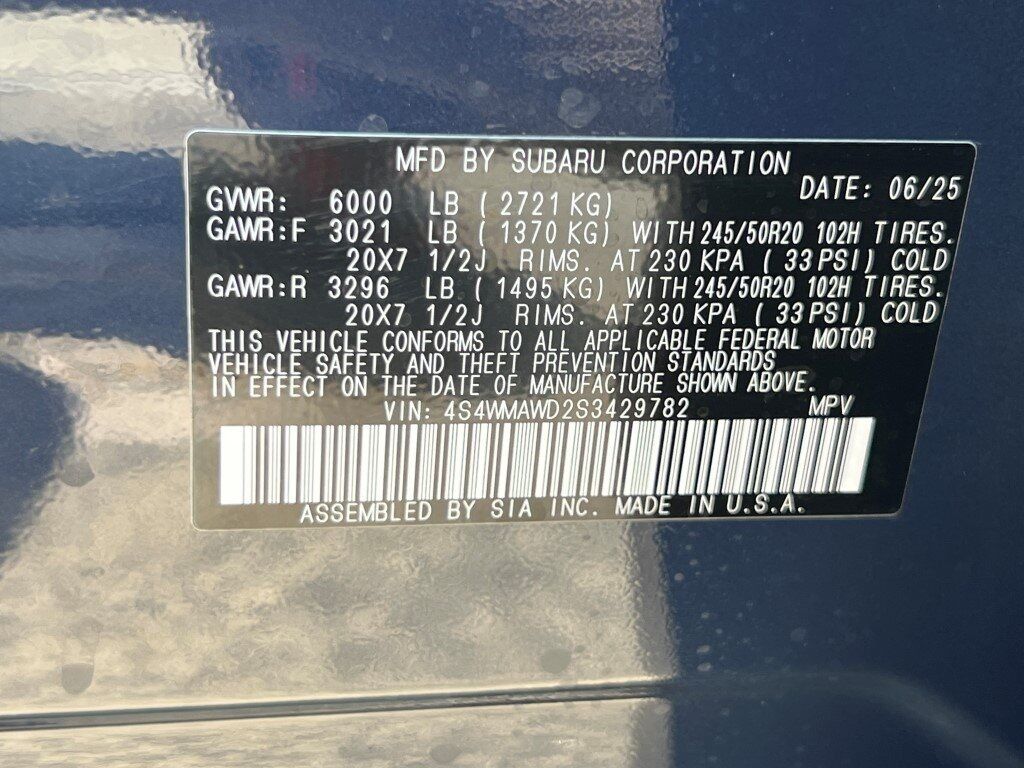 MFD BY SUBARU CORPORATION
DATE: 06/25
GVWR: 6000 LB ( 2721 KG)
GAWR:F 3021 LB ( 1370 KG) WITH 245/50R20 102H TIRES.
20X7 1/2J RIMS. AT 230 KPA ( 33 PSI) COLD
GAWR:R 3296 LB ( 1495 KG) WITH 245/50R20 102H TIRES.
20X7 1/2J RIMS. AT 230 KPA ( 33 PSI) COLD
THIS VEHICLE CONFORMS TO ALL APPLICABLE FEDERAL MOTOR
VEHICLE SAFETY AND THEFT PREVENTION STANDARDS
IN EFFECT ON THE DATE OF MANUFACTURE SHOWN ABOVE.
VIN: 4S4WMAWD2S3429782 MPV
ASSEMBLED BY SIA INC. MADE IN U.S.A.